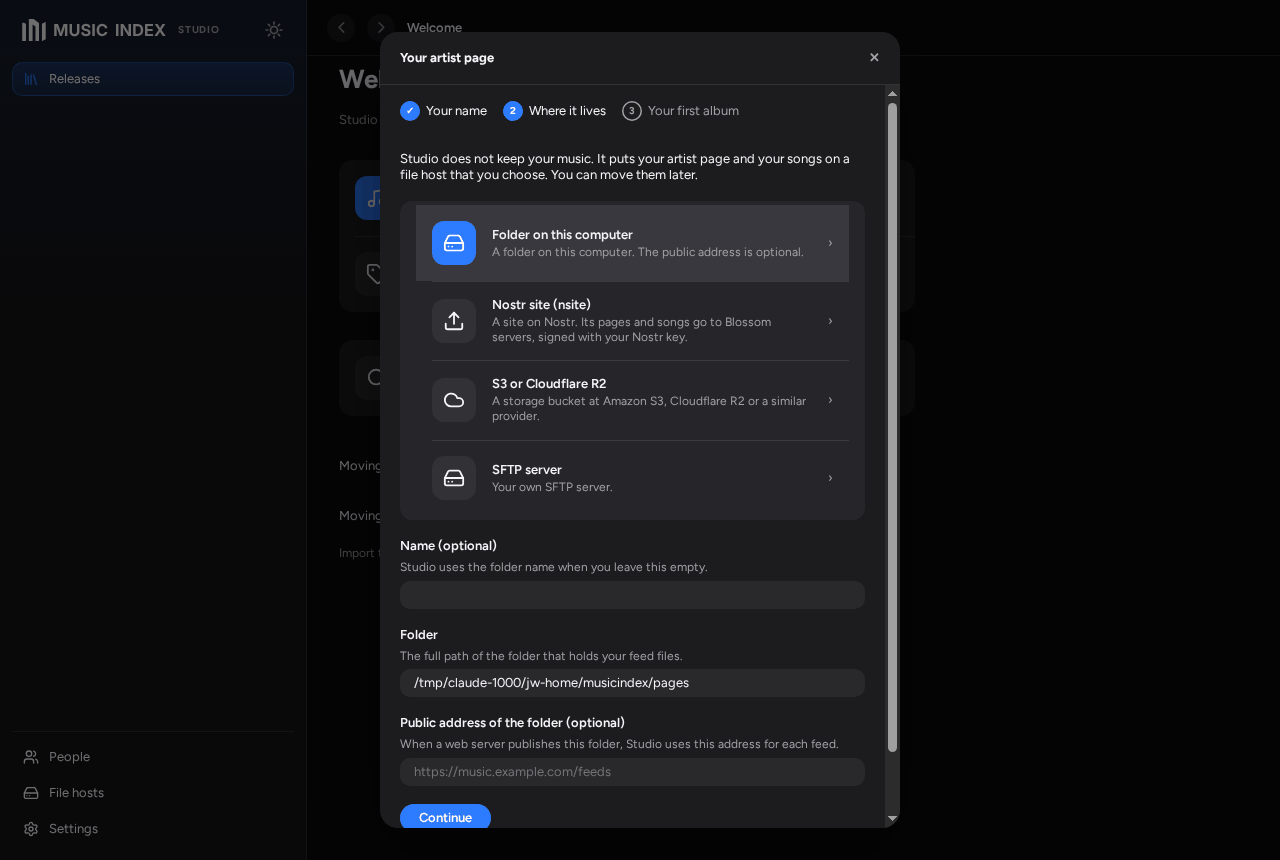 MUSIC INDEX STUDIO
Releases
Welcome
Wel
Studio
Moving
Moving
Import
People
File hosts
Settings
Your artist page
×
✓ Your name
2 Where it lives
3 Your first album
Studio does not keep your music. It puts your artist page and your songs on a
file host that you choose. You can move them later.
Folder on this computer
A folder on this computer. The public address is optional.
Nostr site (nsite)
A site on Nostr. Its pages and songs go to Blossom
servers, signed with your Nostr key.
S3 or Cloudflare R2
A storage bucket at Amazon S3, Cloudflare R2 or a similar
provider.
SFTP server
Your own SFTP server.
Name (optional)
Studio uses the folder name when you leave this empty.
Folder
The full path of the folder that holds your feed files.
/tmp/claude-1000/jw-home/musicindex/pages
Public address of the folder (optional)
When a web server publishes this folder, Studio uses this address for each feed.
https://music.example.com/feeds
Continue